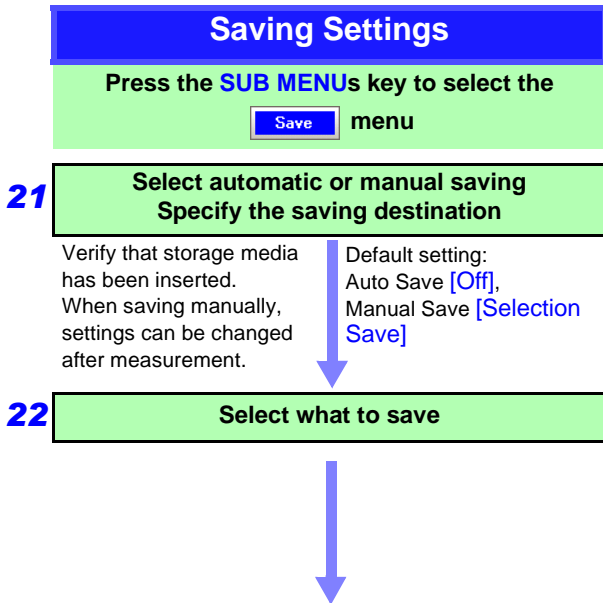 Saving Settings
Press the SUB MENUs key to select the
Save menu
21
Select automatic or manual saving
Specify the saving destination
Verify that storage media
has been inserted.
When saving manually,
settings can be changed
after measurement.
Default setting:
Auto Save [Off],
Manual Save [Selection
Save]
22
Select what to save